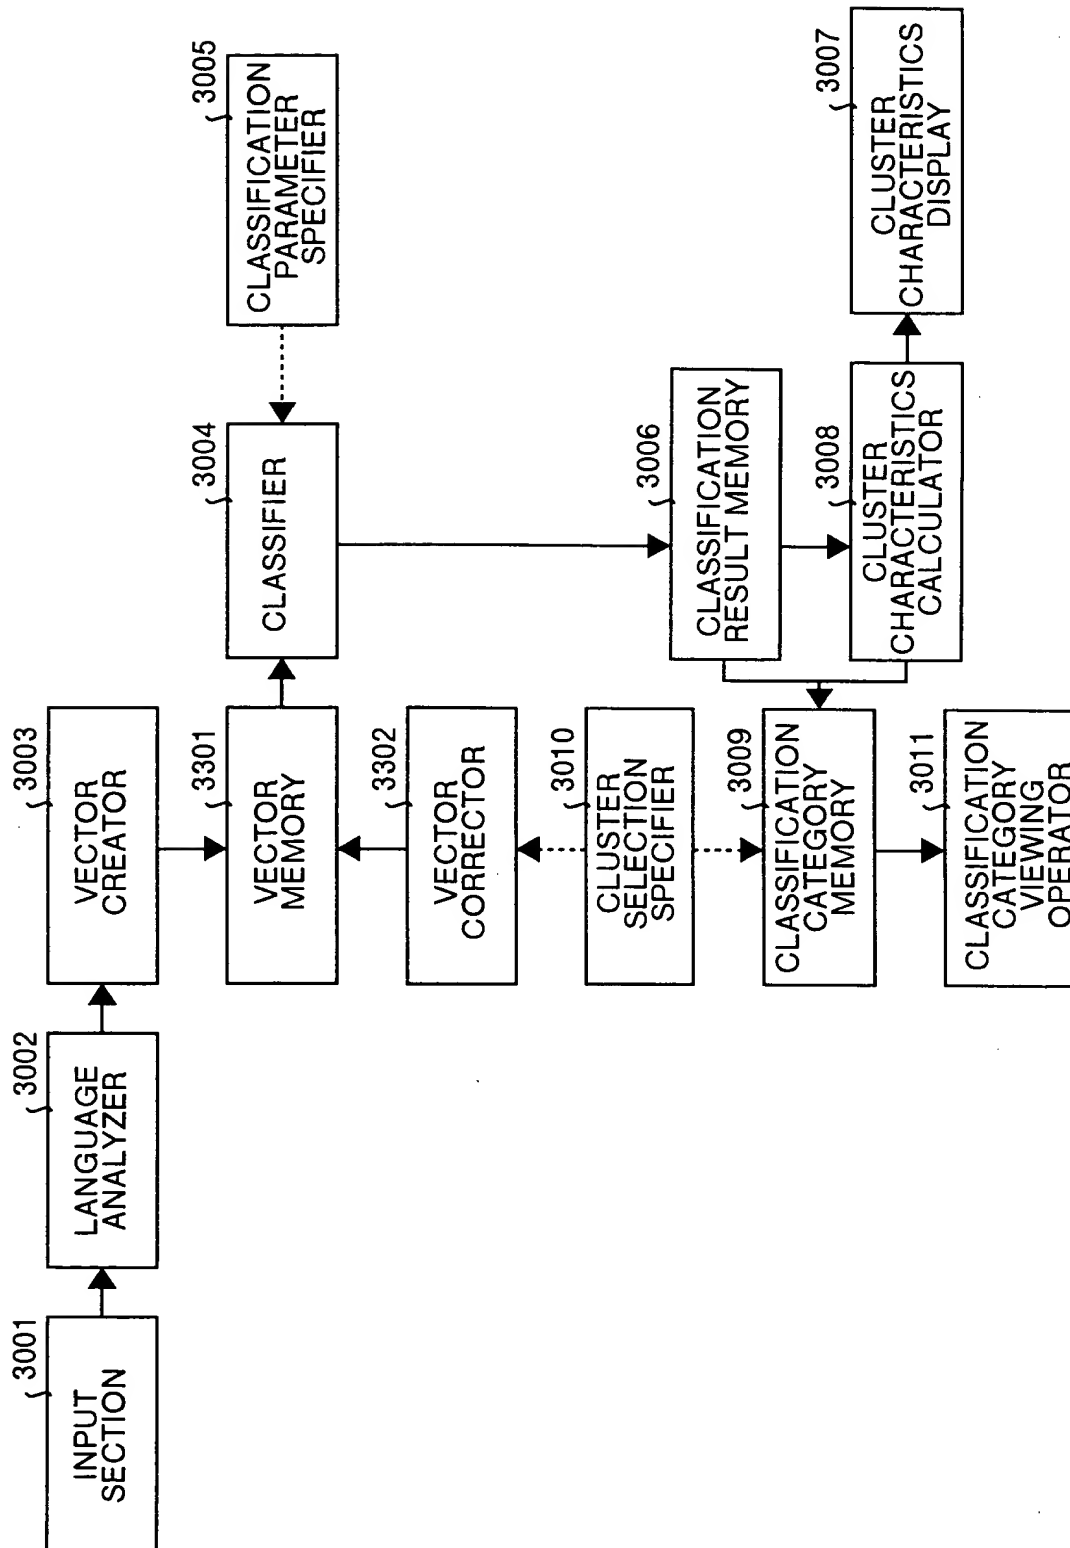 3001
INPUT
SECTION
3002
LANGUAGE
ANALYZER
3003
VECTOR
CREATOR
3301
VECTOR
MEMORY
3004
CLASSIFIER
3005
CLASSIFICATION
PARAMETER
SPECIFIER
3302
VECTOR
CORRECTOR
3010
CLUSTER
SELECTION
SPECIFIER
3006
CLASSIFICATION
RESULT MEMORY
3009
CLASSIFICATION
CATEGORY
MEMORY
3008
CLUSTER
CHARACTERISTICS
CALCULATOR
3007
CLUSTER
CHARACTERISTICS
DISPLAY
3011
CLASSIFICATION
CATEGORY
VIEWING
OPERATOR